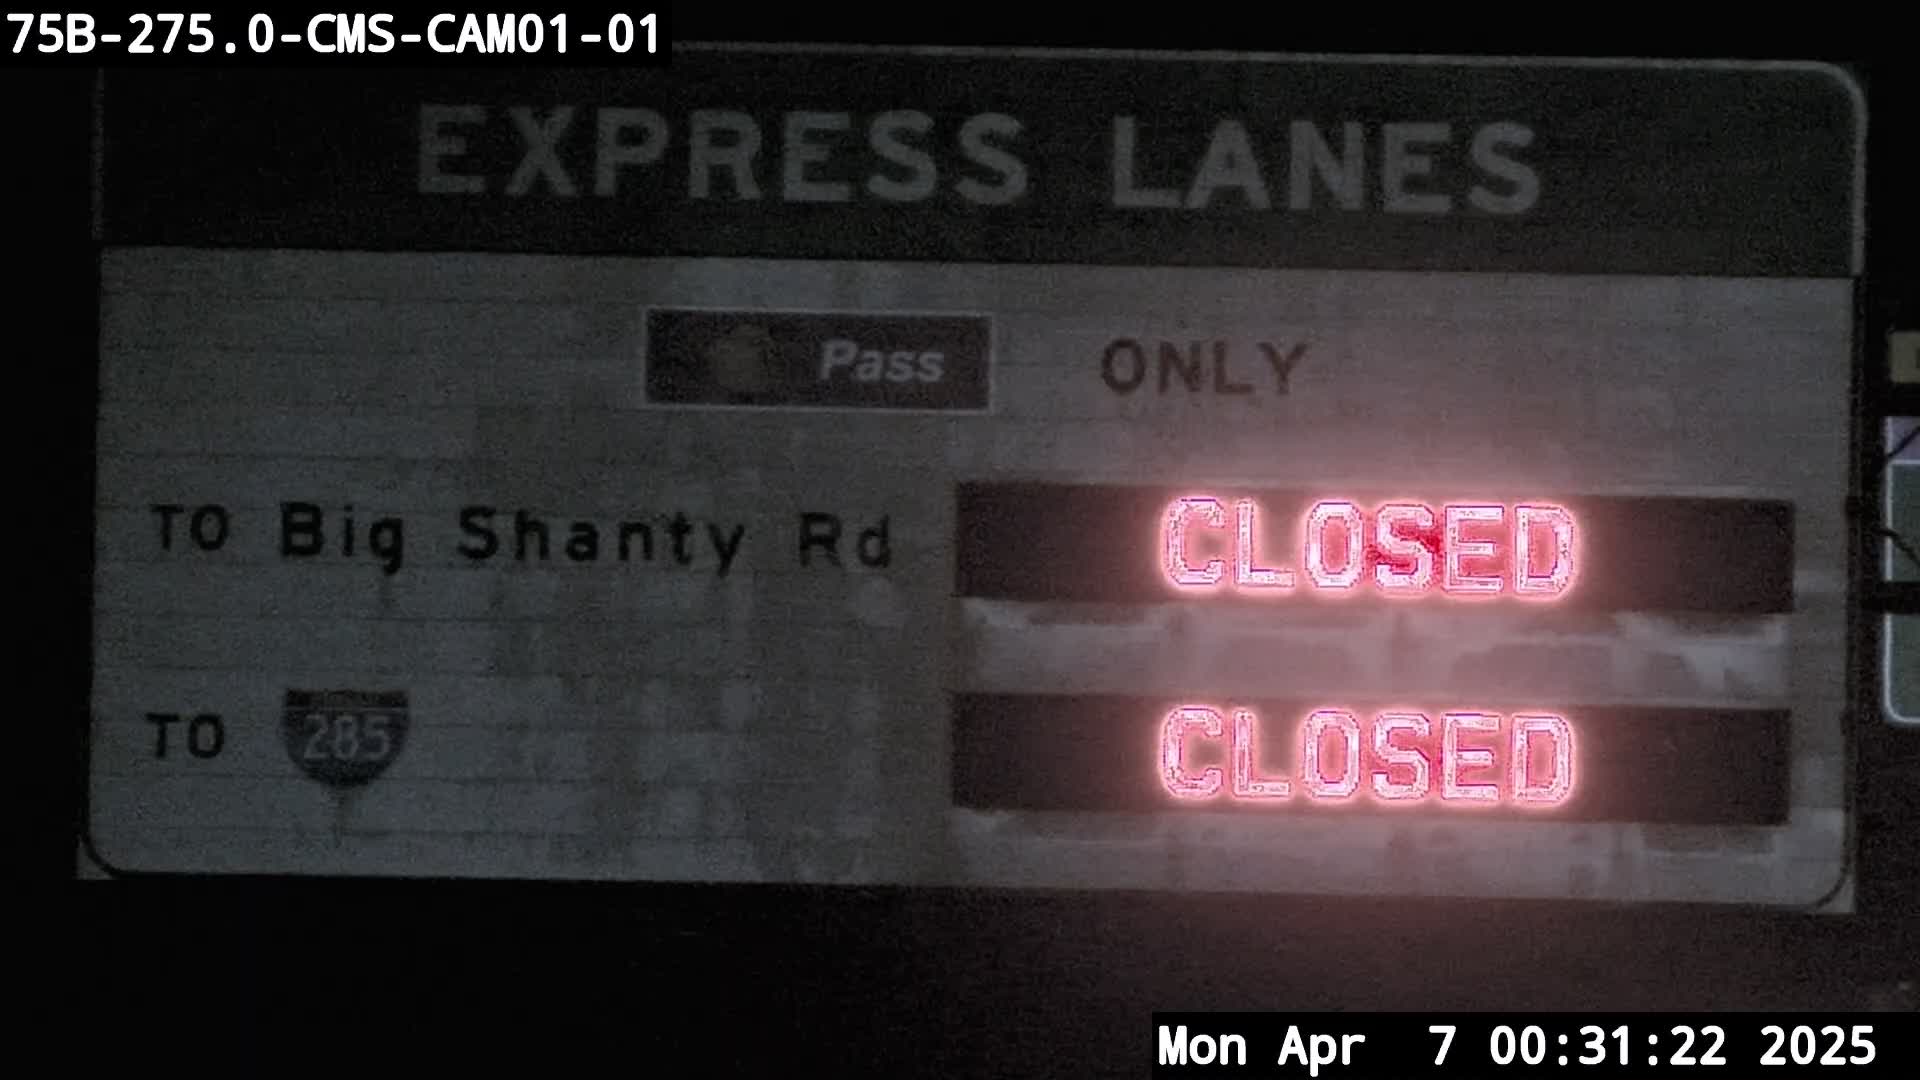 75B-275.0-CMS-CAM01-01
EXPRESS LANES
Pass ONLY
TO Big Shanty Rd CLOSED
TO 285 CLOSED
Mon Apr 7 00:31:22 2025